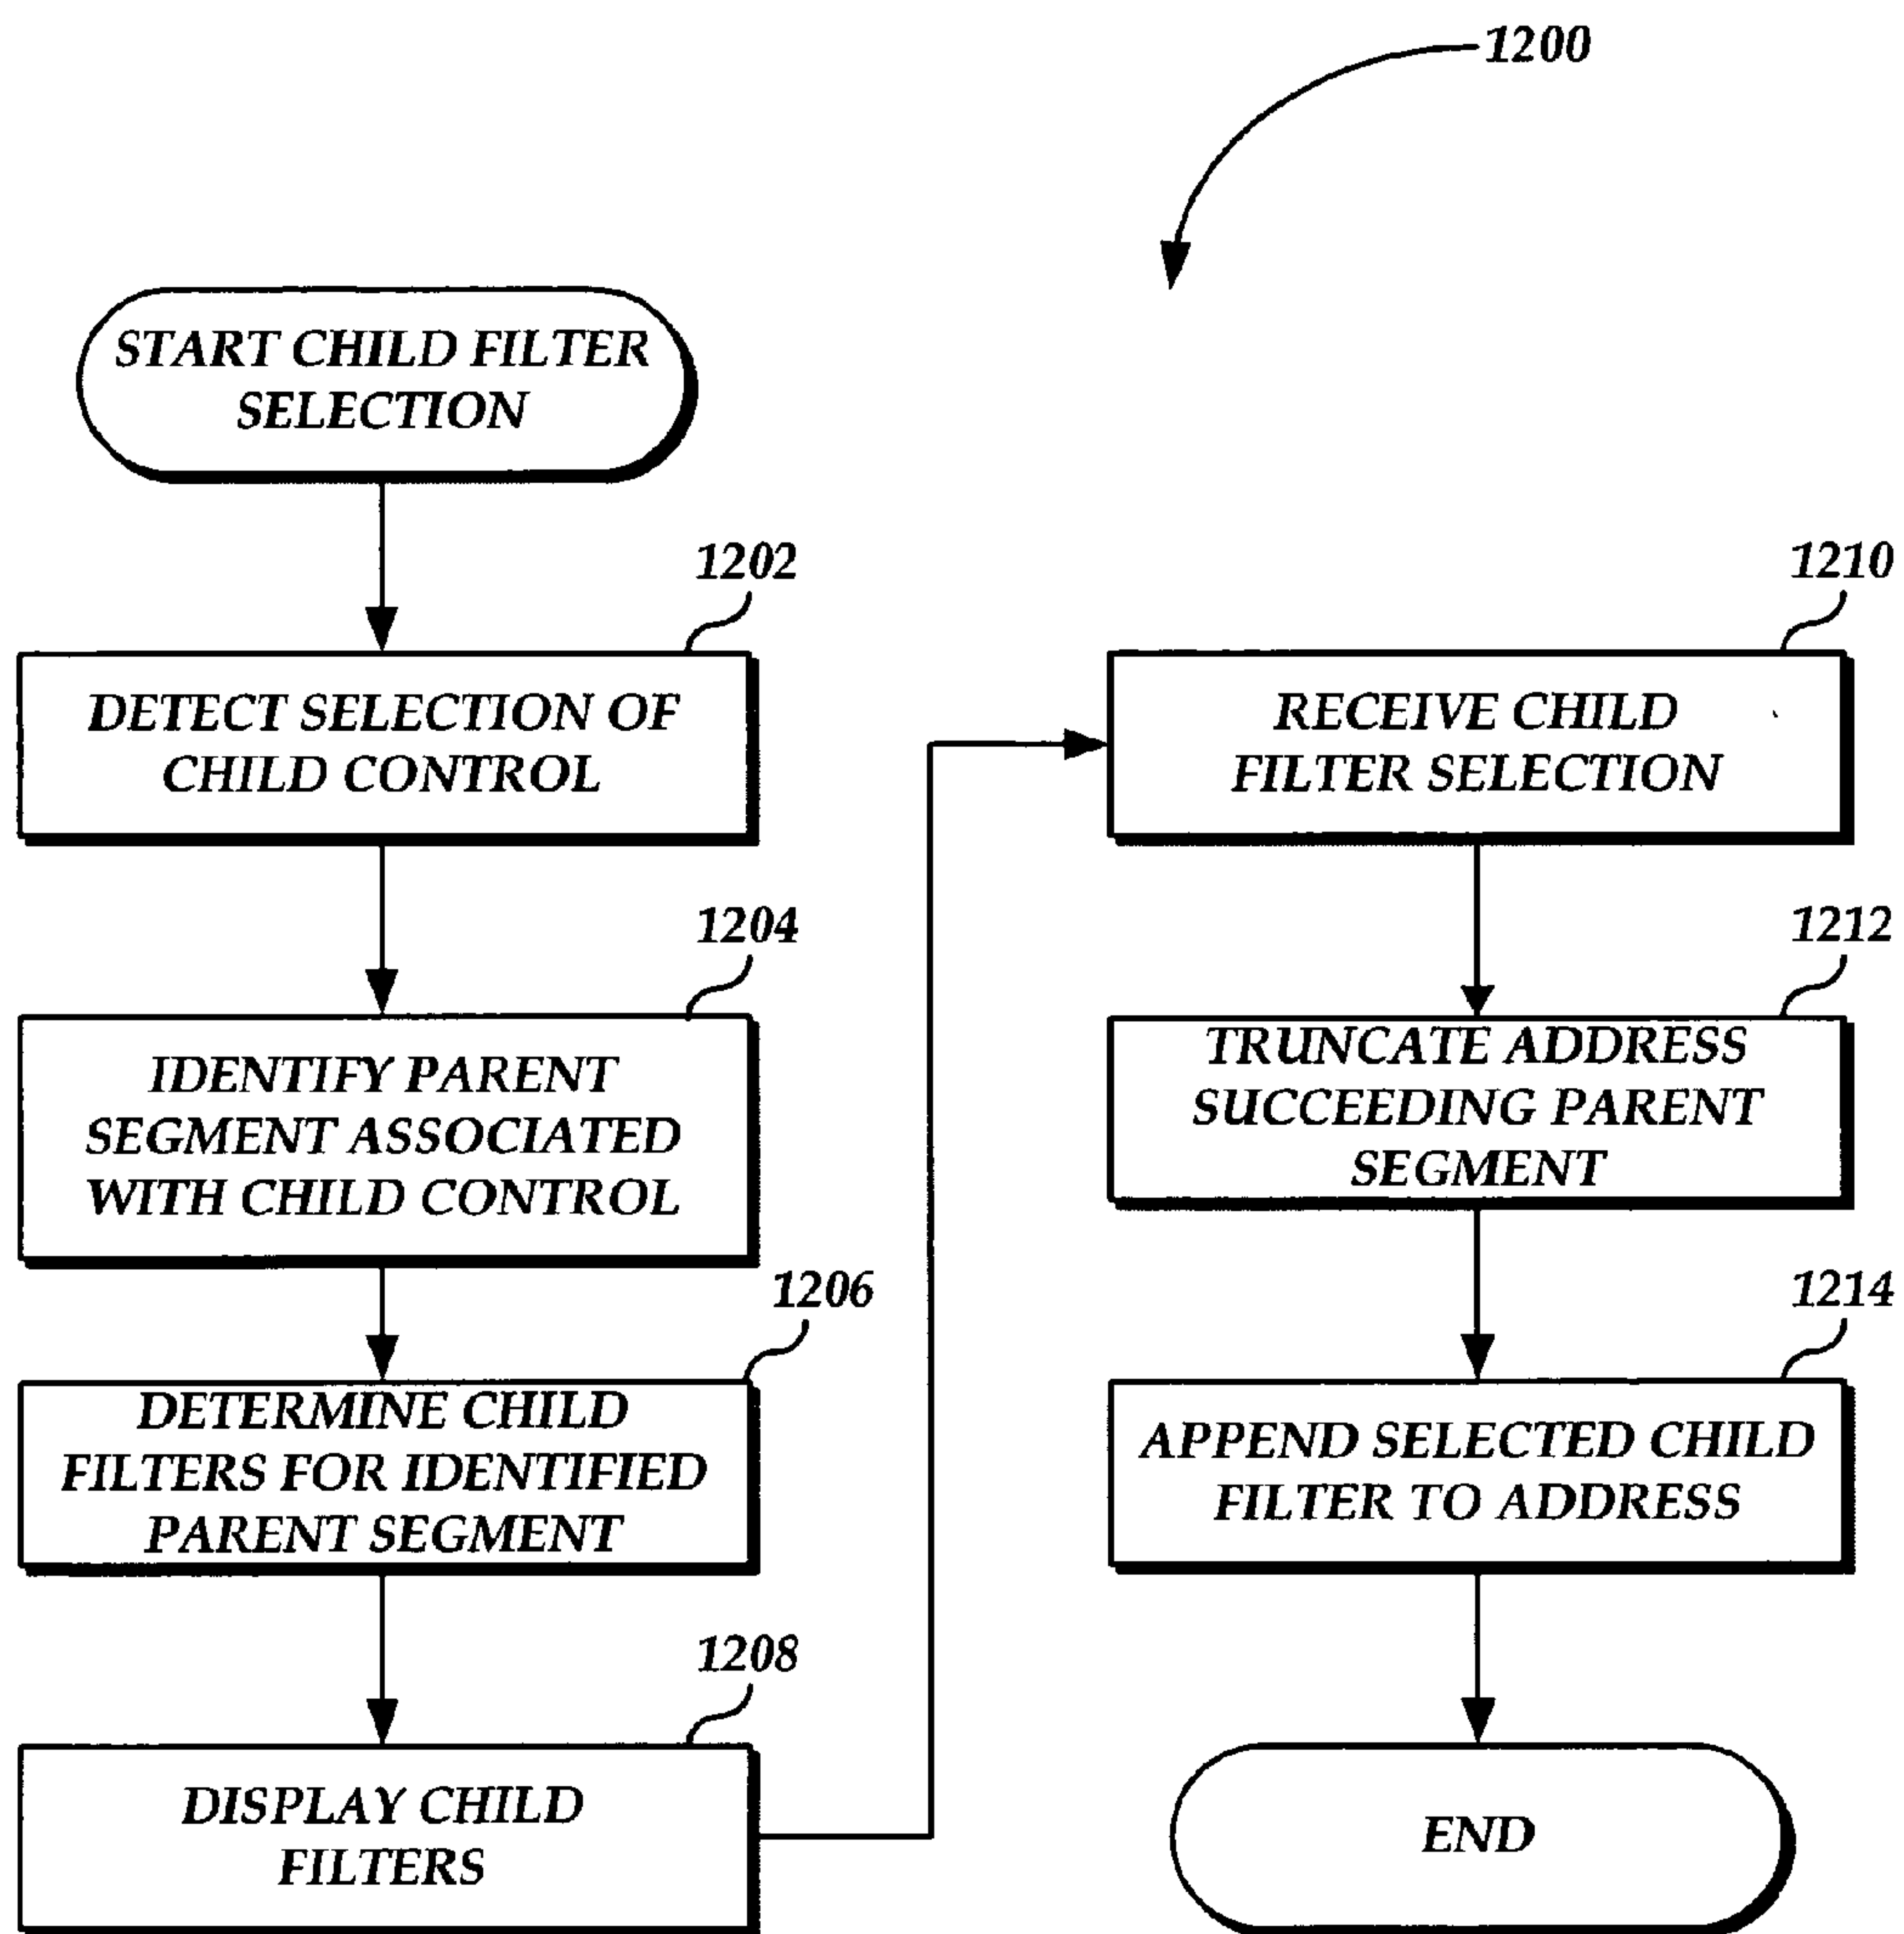 1200
START CHILD FILTER
SELECTION
1202
DETECT SELECTION OF
CHILD CONTROL
1204
IDENTIFY PARENT
SEGMENT ASSOCIATED
WITH CHILD CONTROL
1206
DETERMINE CHILD
FILTERS FOR IDENTIFIED
PARENT SEGMENT
1208
DISPLAY CHILD
FILTERS
1210
RECEIVE CHILD
FILTER SELECTION
1212
TRUNCATE ADDRESS
SUCCEEDING PARENT
SEGMENT
1214
APPEND SELECTED CHILD
FILTER TO ADDRESS
END